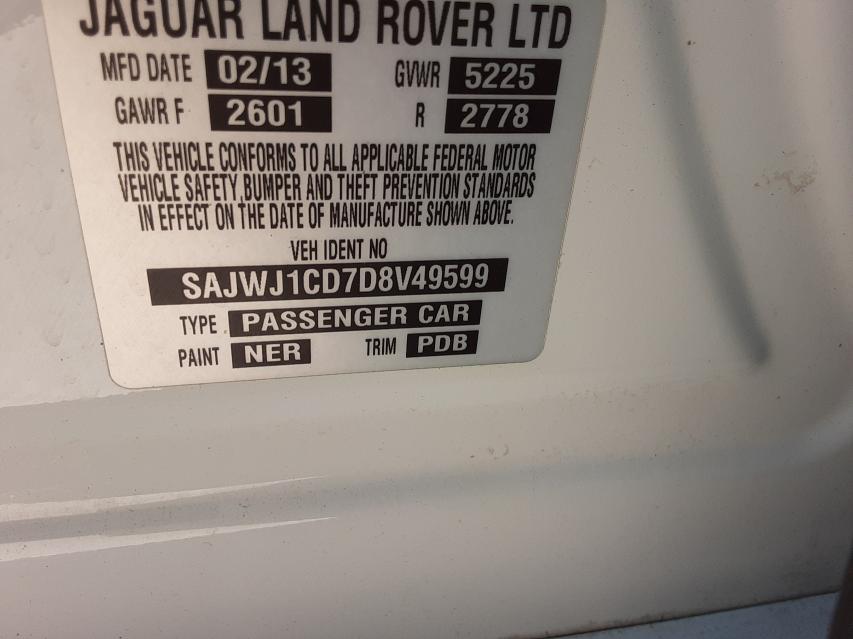 JAGUAR LAND ROVER LTD
MFD DATE 02/13 GVWR 5225
GAWR F 2601 R 2778
THIS VEHICLE CONFORMS TO ALL APPLICABLE FEDERAL MOTOR
VEHICLE SAFETY, BUMPER AND THEFT PREVENTION STANDARDS
IN EFFECT ON THE DATE OF MANUFACTURE SHOWN ABOVE.
VEH IDENT NO
SAJWJ1CD7D8V49599
TYPE PASSENGER CAR
PAINT NER TRIM PDB